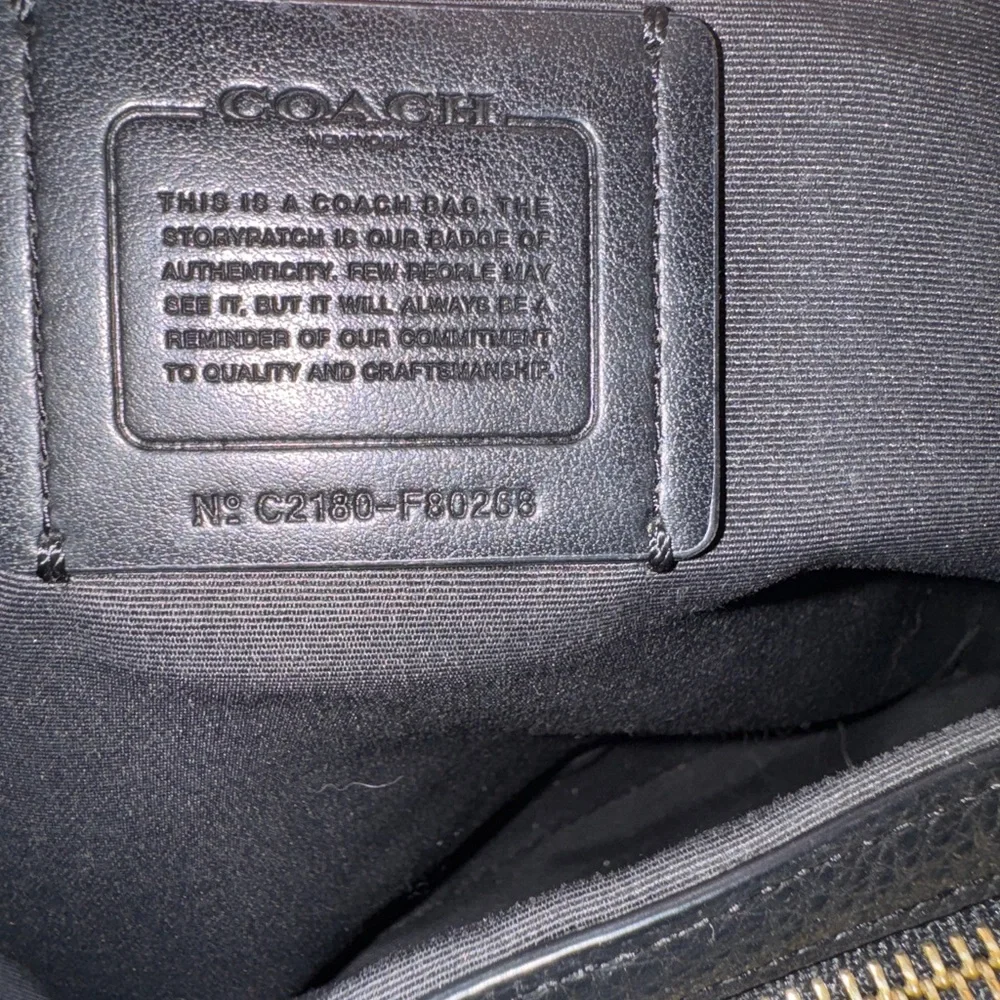 COACH
NEW YORK
THIS IS A COACH BAG. THE
STORYPATCH IS OUR BADGE OF
AUTHENTICITY. FEW PEOPLE MAY
SEE IT, BUT IT WILL ALWAYS BE A
REMINDER OF OUR COMMITMENT
TO QUALITY AND CRAFTSMANSHIP.
Nº C2180-F80268